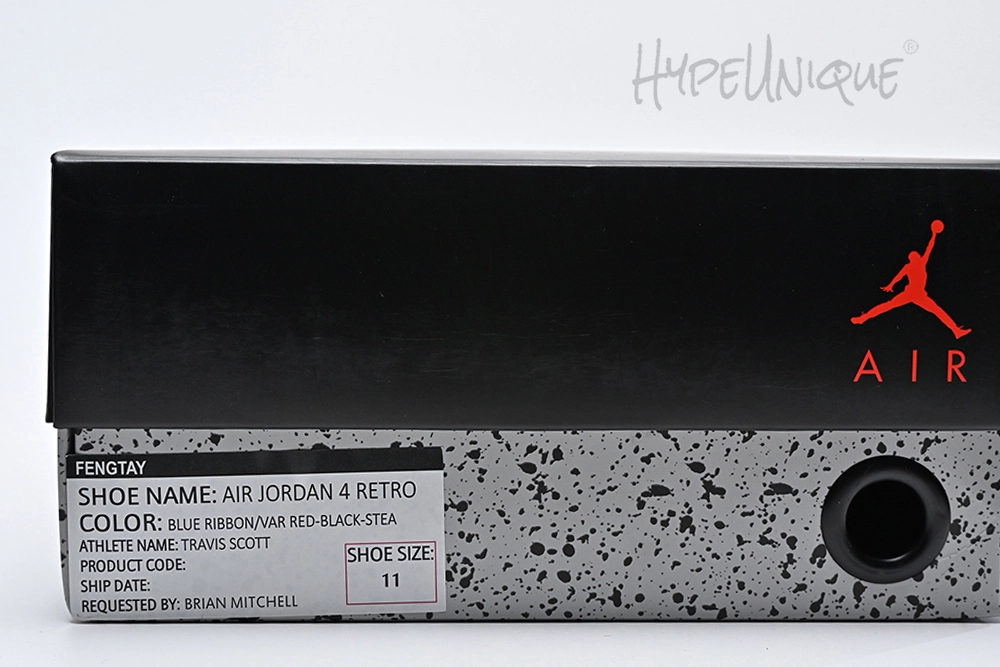 HYPEUNIQUE®
AIR
FENGTAY
SHOE NAME: AIR JORDAN 4 RETRO
COLOR: BLUE RIBBON/VAR RED-BLACK-STEA
ATHLETE NAME: TRAVIS SCOTT
PRODUCT CODE:
SHIP DATE:
REQUESTED BY: BRIAN MITCHELL
SHOE SIZE:
11